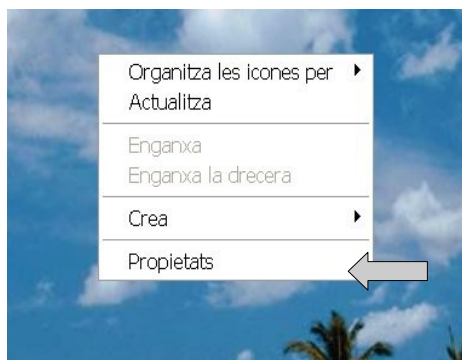 Organitza les icones per
Actualitza
Enganxa
Enganxa la drecera
Crea
Propietats